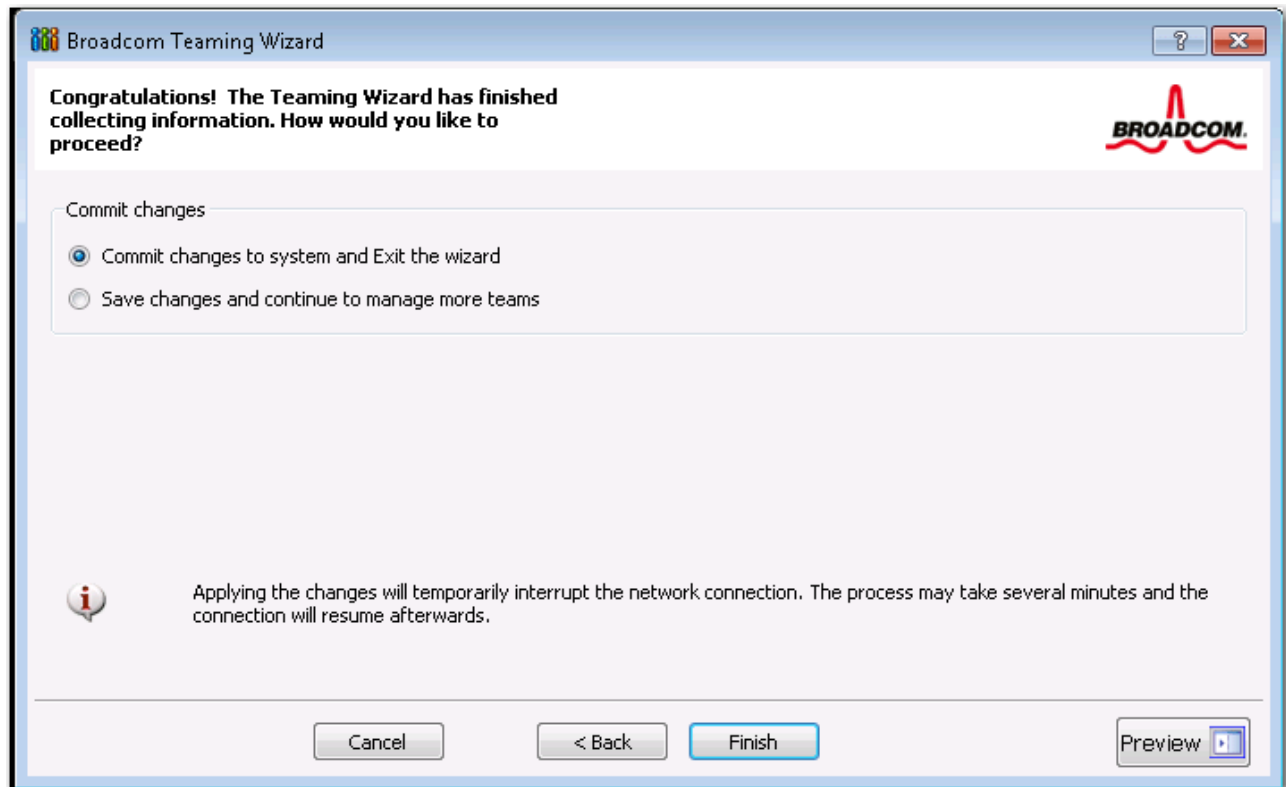 Broadcom Teaming Wizard
Congratulations! The Teaming Wizard has finished
collecting information. How would you like to
proceed?
BROADCOM.
Commit changes
Commit changes to system and Exit the wizard
Save changes and continue to manage more teams
Applying the changes will temporarily interrupt the network connection. The process may take several minutes and the
connection will resume afterwards.
Cancel
< Back
Finish
Preview